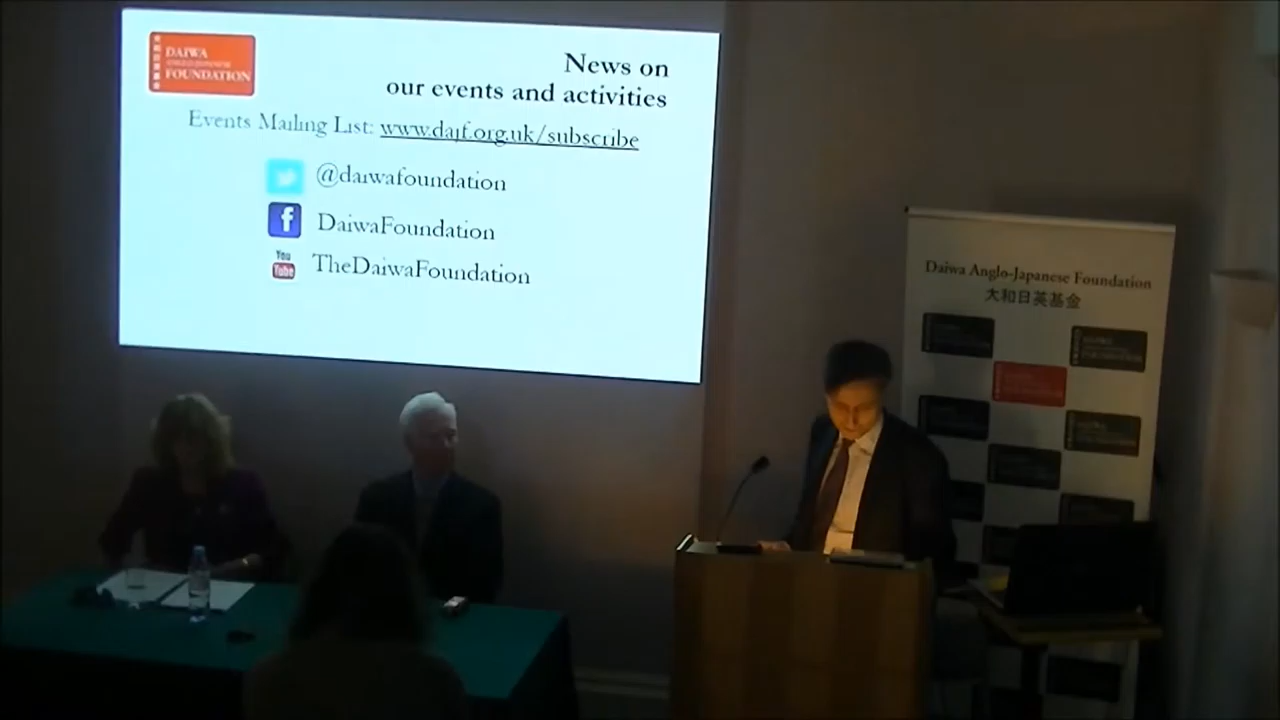 DAIWA
FOUNDATION
News on
our events and activities
Events Mailing List: www.dajf.org.uk/subscribe
@daiwafoundation
f
DaiwaFoundation
You
Tube
TheDaiwaFoundation
Daiwa Anglo-Japanese Foundation
大和日英基金